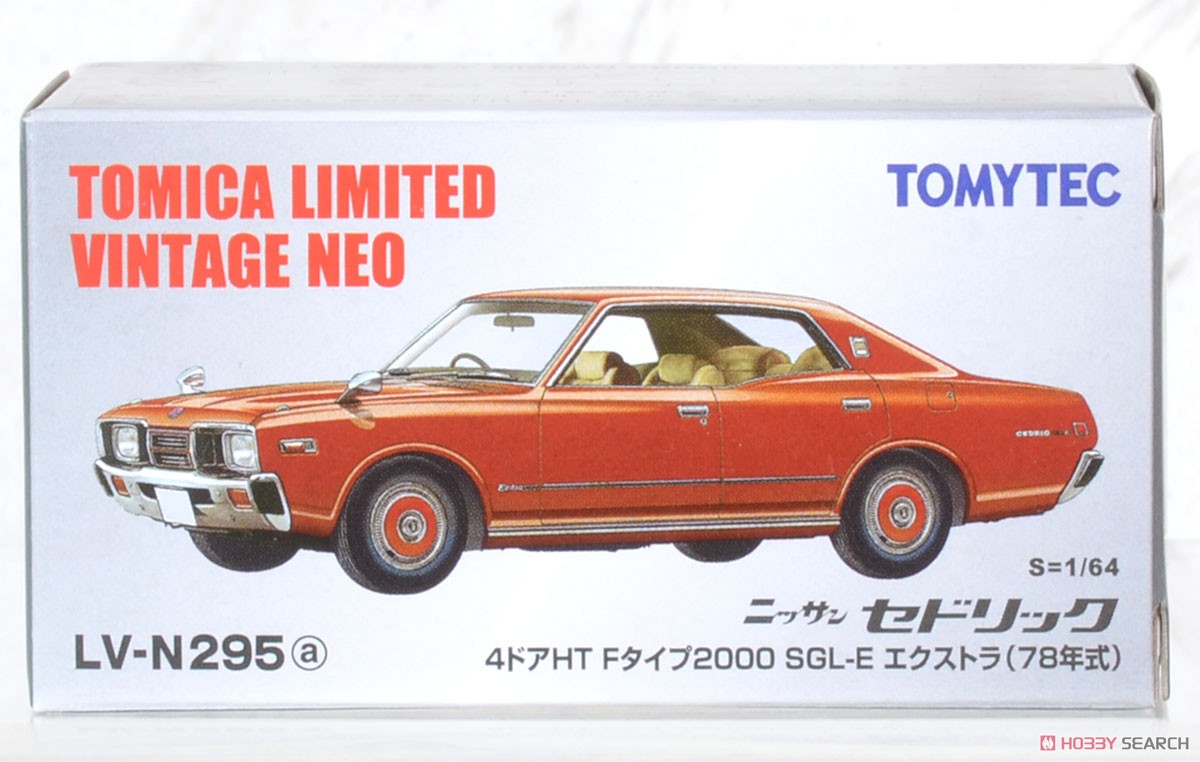 TOMICA LIMITED
VINTAGE NEO
TOMYTEC
S=1/64
ニッサン セドリック
LV-N295ⓐ
4ドアHT Fタイプ2000 SGL-E エクストラ(78年式)
HOBBY SEARCH